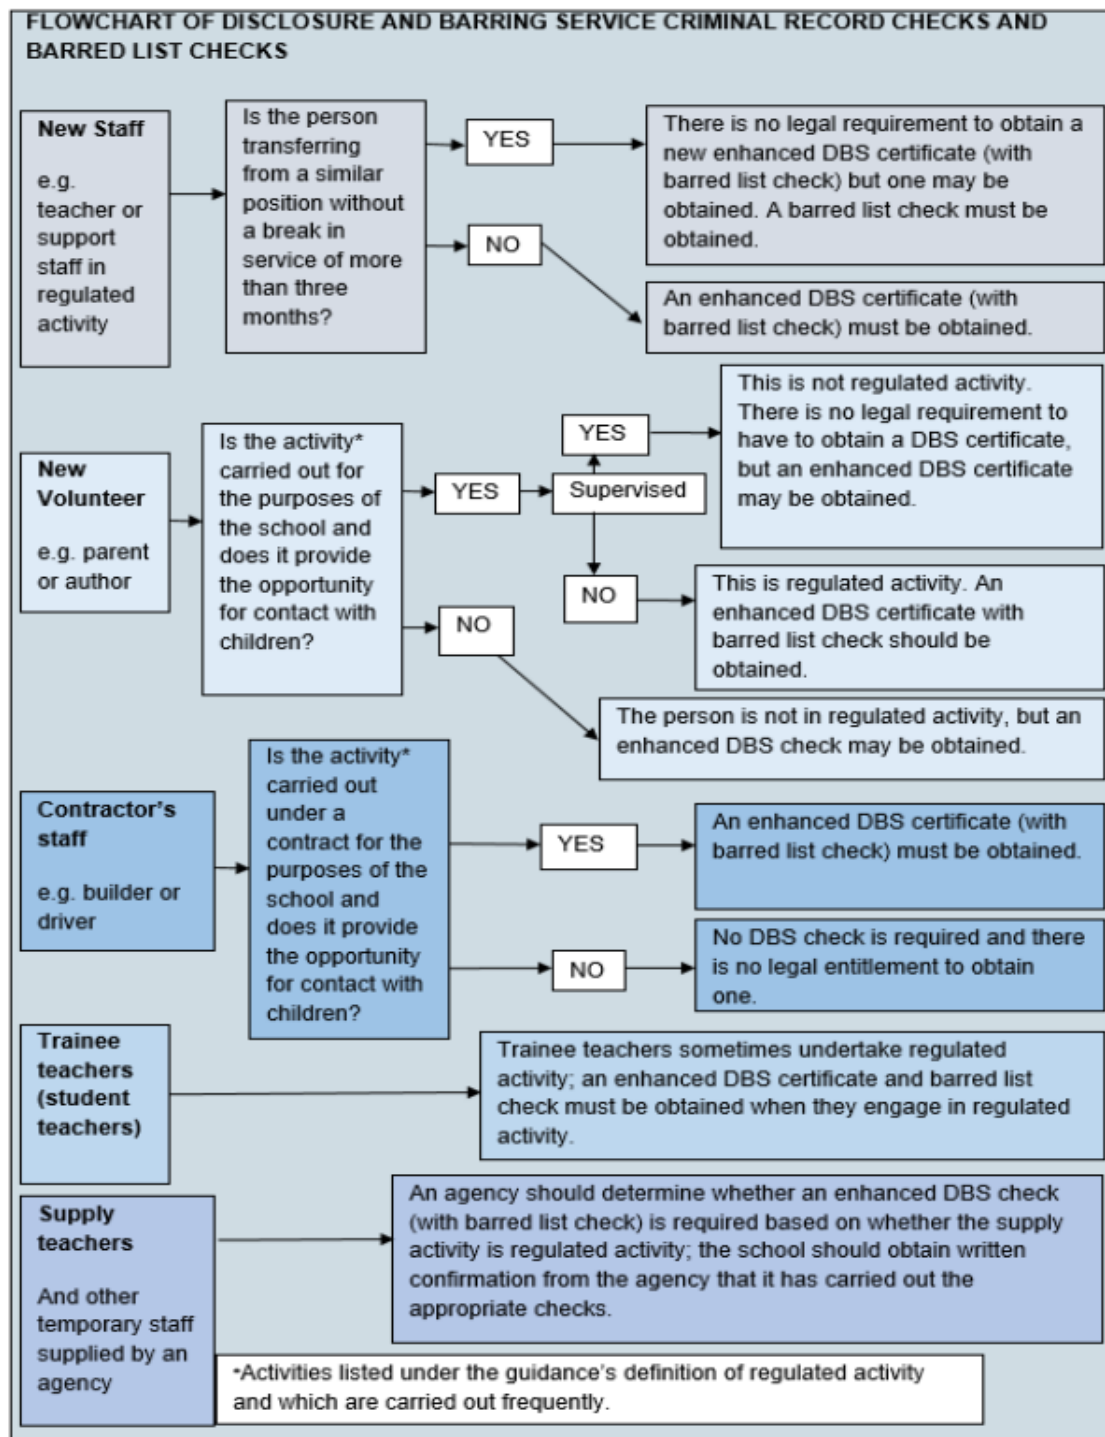 FLOWCHART OF DISCLOSURE AND BARRING SERVICE CRIMINAL RECORD CHECKS AND
BARRED LIST CHECKS
New Staff
e.g.
teacher or
support
staff in
regulated
activity
Is the person
transferring
from a similar
position without
a break in
service of more
than three
months?
YES
There is no legal requirement to obtain a
new enhanced DBS certificate (with
barred list check) but one may be
obtained. A barred list check must be
obtained.
NO
An enhanced DBS certificate (with
barred list check) must be obtained.
New
Volunteer
e.g. parent
or author
Is the activity*
carried out for
the purposes of
the school and
does it provide
the opportunity
for contact with
children?
YES
Supervised
YES
This is not regulated activity.
There is no legal requirement to
have to obtain a DBS certificate,
but an enhanced DBS certificate
may be obtained.
NO
This is regulated activity. An
enhanced DBS certificate with
barred list check should be
obtained.
NO
The person is not in regulated activity, but an
enhanced DBS check may be obtained.
Contractor's
staff
e.g. builder or
driver
Is the activity*
carried out
under a
contract for the
purposes of the
school and
does it provide
the opportunity
for contact with
children?
YES
An enhanced DBS certificate (with
barred list check) must be obtained.
NO
No DBS check is required and there
is no legal entitlement to obtain
one.
Trainee
teachers
(student
teachers)
Trainee teachers sometimes undertake regulated
activity; an enhanced DBS certificate and barred list
check must be obtained when they engage in regulated
activity.
Supply
teachers
And other
temporary staff
supplied by an
agency
An agency should determine whether an enhanced DBS check
(with barred list check) is required based on whether the supply
activity is regulated activity; the school should obtain written
confirmation from the agency that it has carried out the
appropriate checks.
*Activities listed under the guidance's definition of regulated activity
and which are carried out frequently.